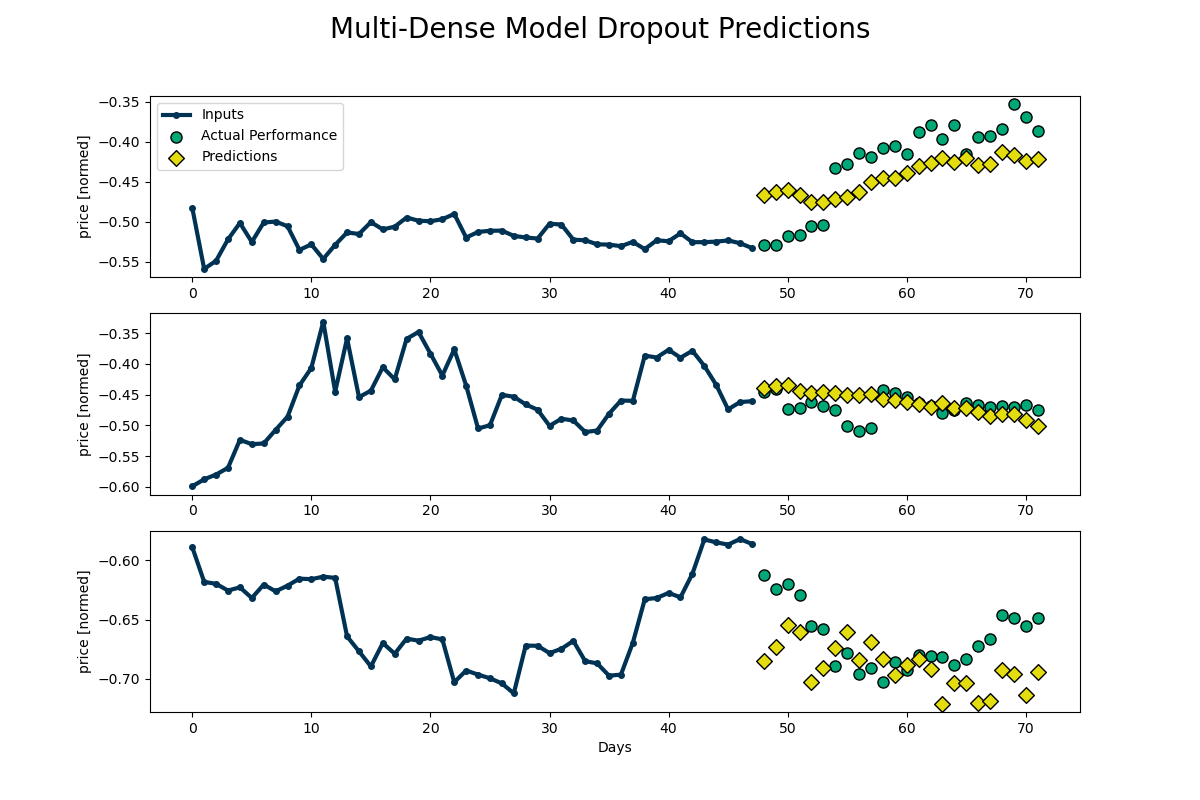 Multi-Dense Model Dropout Predictions
Inputs
Actual Performance
Predictions
price [normed]
−0.35
−0.40
−0.45
−0.50
−0.55
0 10 20 30 40 50 60 70
price [normed]
−0.35
−0.40
−0.45
−0.50
−0.55
−0.60
0 10 20 30 40 50 60 70
price [normed]
−0.60
−0.65
−0.70
0 10 20 30 40 50 60 70
Days